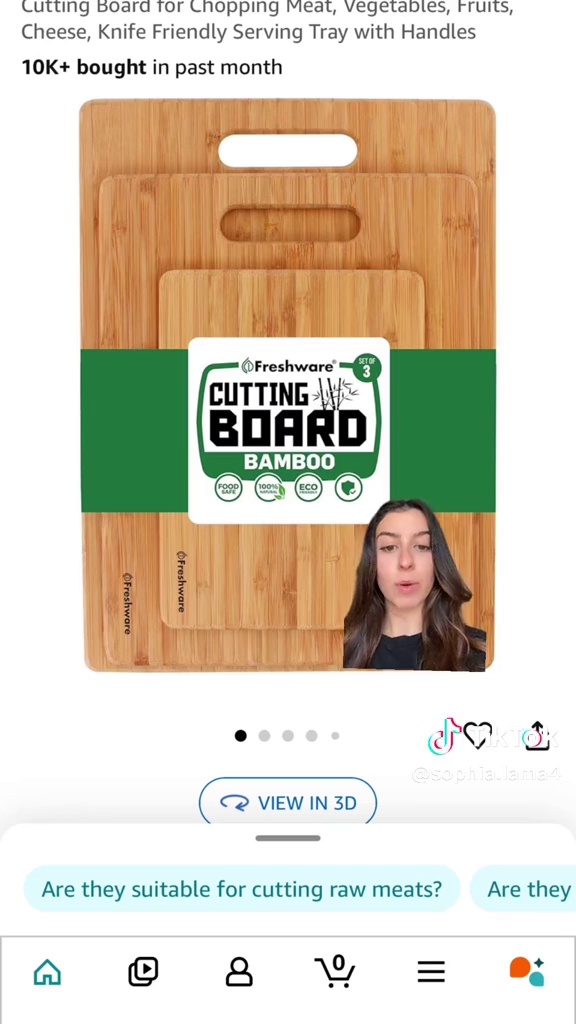 Cutting Board for Chopping Meat, Vegetables, Fruits,
Cheese, Knife Friendly Serving Tray with Handles
10K+ bought in past month
Freshware®
SET OF
3
CUTTING
BOARD
BAMBOO
FOOD
SAFE
100%
NATURAL
ECO
FRIENDLY
Freshware
Freshware
TikTok
@sophia.lama4
VIEW IN 3D
Are they suitable for cutting raw meats?
Are they
0